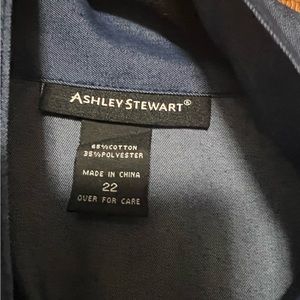 ASHLEY STEWART®
65%COTTON
35%POLYESTER
MADE IN CHINA
22
OVER FOR CARE